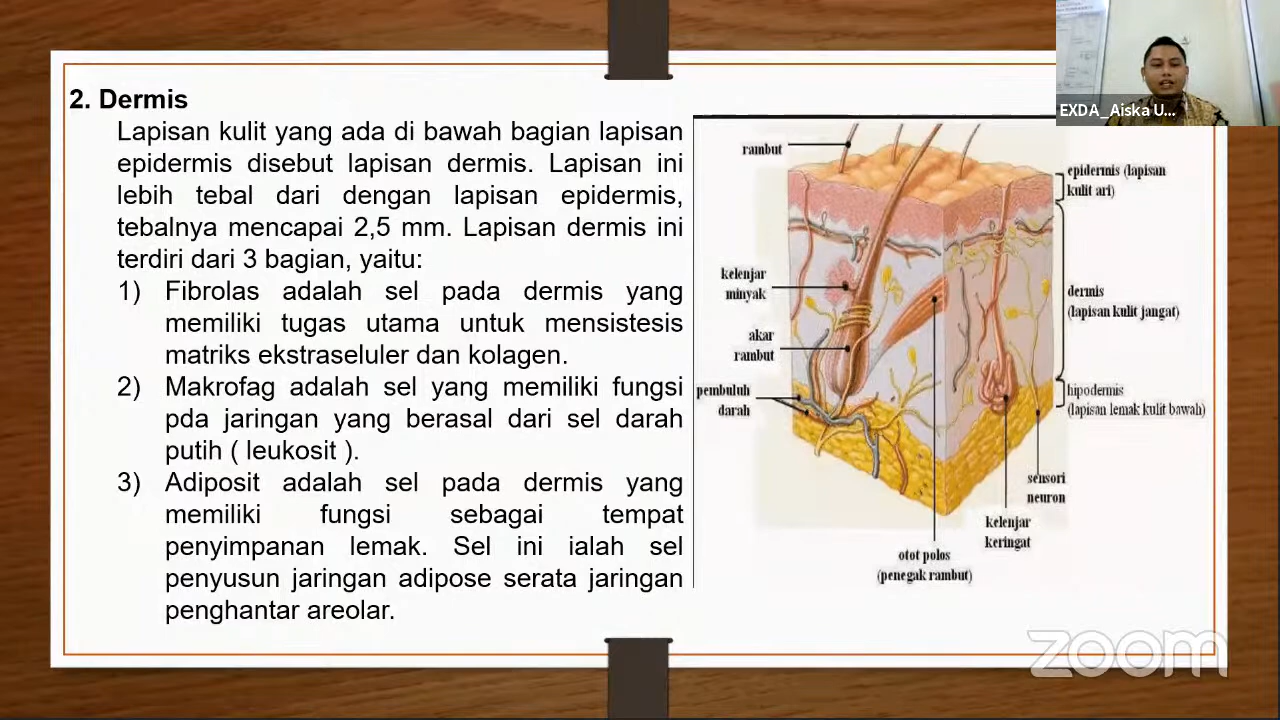 2. Dermis
Lapisan kulit yang ada di bawah bagian lapisan
epidermis disebut lapisan dermis. Lapisan ini
lebih tebal dari dengan lapisan epidermis,
tebalnya mencapai 2,5 mm. Lapisan dermis ini
terdiri dari 3 bagian, yaitu:
1) Fibrolas adalah sel pada dermis yang
memiliki tugas utama untuk mensistesis
matriks ekstraseluler dan kolagen.
2) Makrofag adalah sel yang memiliki fungsi
pda jaringan yang berasal dari sel darah
putih ( leukosit ).
3) Adiposit adalah sel pada dermis yang
memiliki fungsi sebagai tempat
penyimpanan lemak. Sel ini ialah sel
penyusun jaringan adipose serata jaringan
penghantar areolar.
rambut
kelenjar
minyak
akar
rambut
pembuluh
darah
epidermis (lapisan
kulit ari)
dermis
(lapisan kulit jangat)
hipodermis
(lapisan lemak kulit bawah)
sensori
neuron
kelenjar
keringat
otot polos
(penegak rambut)
EXDA_Aiska U...
zoom